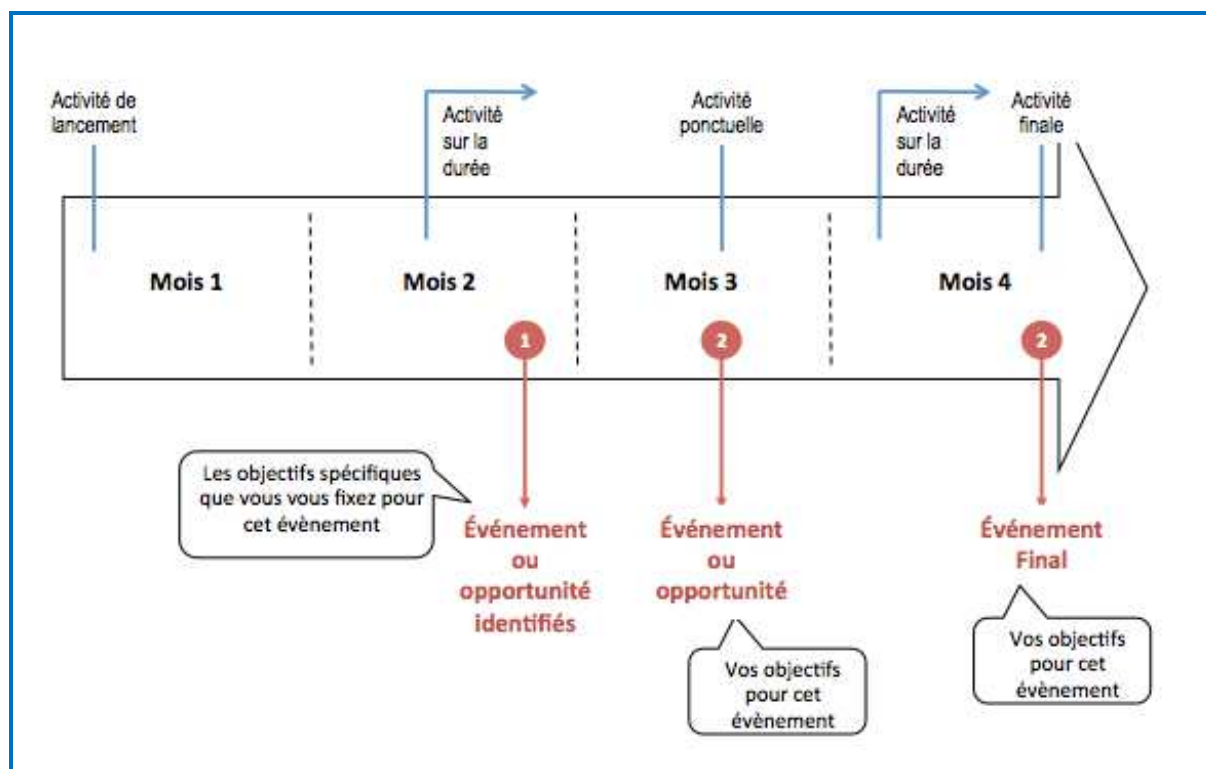 Activité de
lancement
Activité
sur la
durée
Activité
ponctuelle
Activité
sur la
durée
Activité
finale
Mois 1
Mois 2
Mois 3
Mois 4
1
2
2
Les objectifs spécifiques
que vous vous fixez pour
cet évènement
Événement
ou
opportunité
identifiés
Événement
ou
opportunité
Événement
Final
Vos objectifs
pour cet
évènement
Vos objectifs
pour cet
évènement